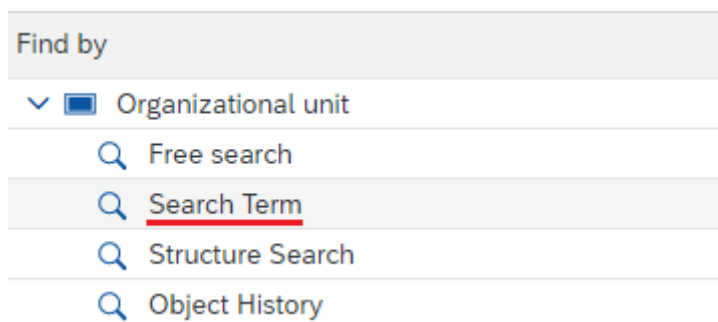 Find by
Organizational unit
Free search
Search Term
Structure Search
Object History